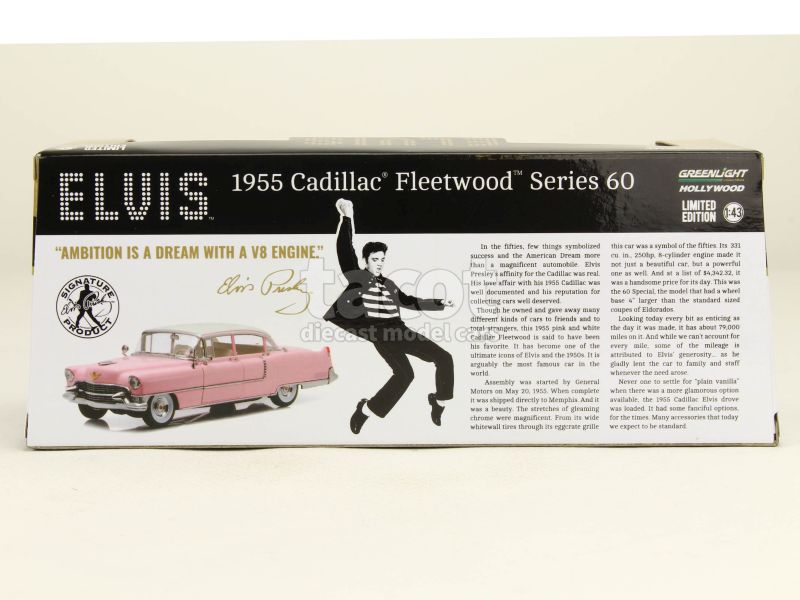 ELVIS™
1955 Cadillac® Fleetwood™ Series 60
GREENLIGHT
HOLLYWOOD
LIMITED
EDITION
1:43
"AMBITION IS A DREAM WITH A V8 ENGINE."
Elvis Presley
SIGNATURE
PRODUCT
In the fifties, few things symbolized
success and the American Dream more
than a magnificent automobile. Elvis
Presley's affinity for the Cadillac was real.
His love affair with his 1955 Cadillac was
well documented and his reputation for
collecting cars well deserved.
Though he owned and gave away many
different kinds of cars to friends and to
total strangers, this 1955 pink and white
Cadillac Fleetwood is said to have been
his favorite. It has become one of the
ultimate icons of Elvis and the 1950s. It is
arguably the most famous car in the
world.
Assembly was started by General
Motors on May 20, 1955. When complete
it was shipped directly to Memphis. And it
was a beauty. The stretches of gleaming
chrome were magnificent. From its wide
whitewall tires through its eggcrate grille
this car was a symbol of the fifties. Its 331
cu in., 250hp, 8-cylinder engine made it
not just a beautiful car, but a powerful
one as well. And at a list of $4,342.32, it
was a handsome price for its day. This was
the 60 Special, the model that had a wheel
base 4" larger than the standard sized
coupes of Eldorados.
Looking today every bit as enticing as
the day it was made, it has about 79,000
miles on it. And while we can't account for
every mile, some of the mileage is
attributed to Elvis' generosity... as he
gladly lent the car to family and staff
whenever the need arose.
Never one to settle for "plain vanilla"
when there was a more glamorous option
available, the 1955 Cadillac Elvis drove
was loaded. It had some fanciful options,
for the times. Many accessories that today
we expect to be standard.
tacot
diecast model cars